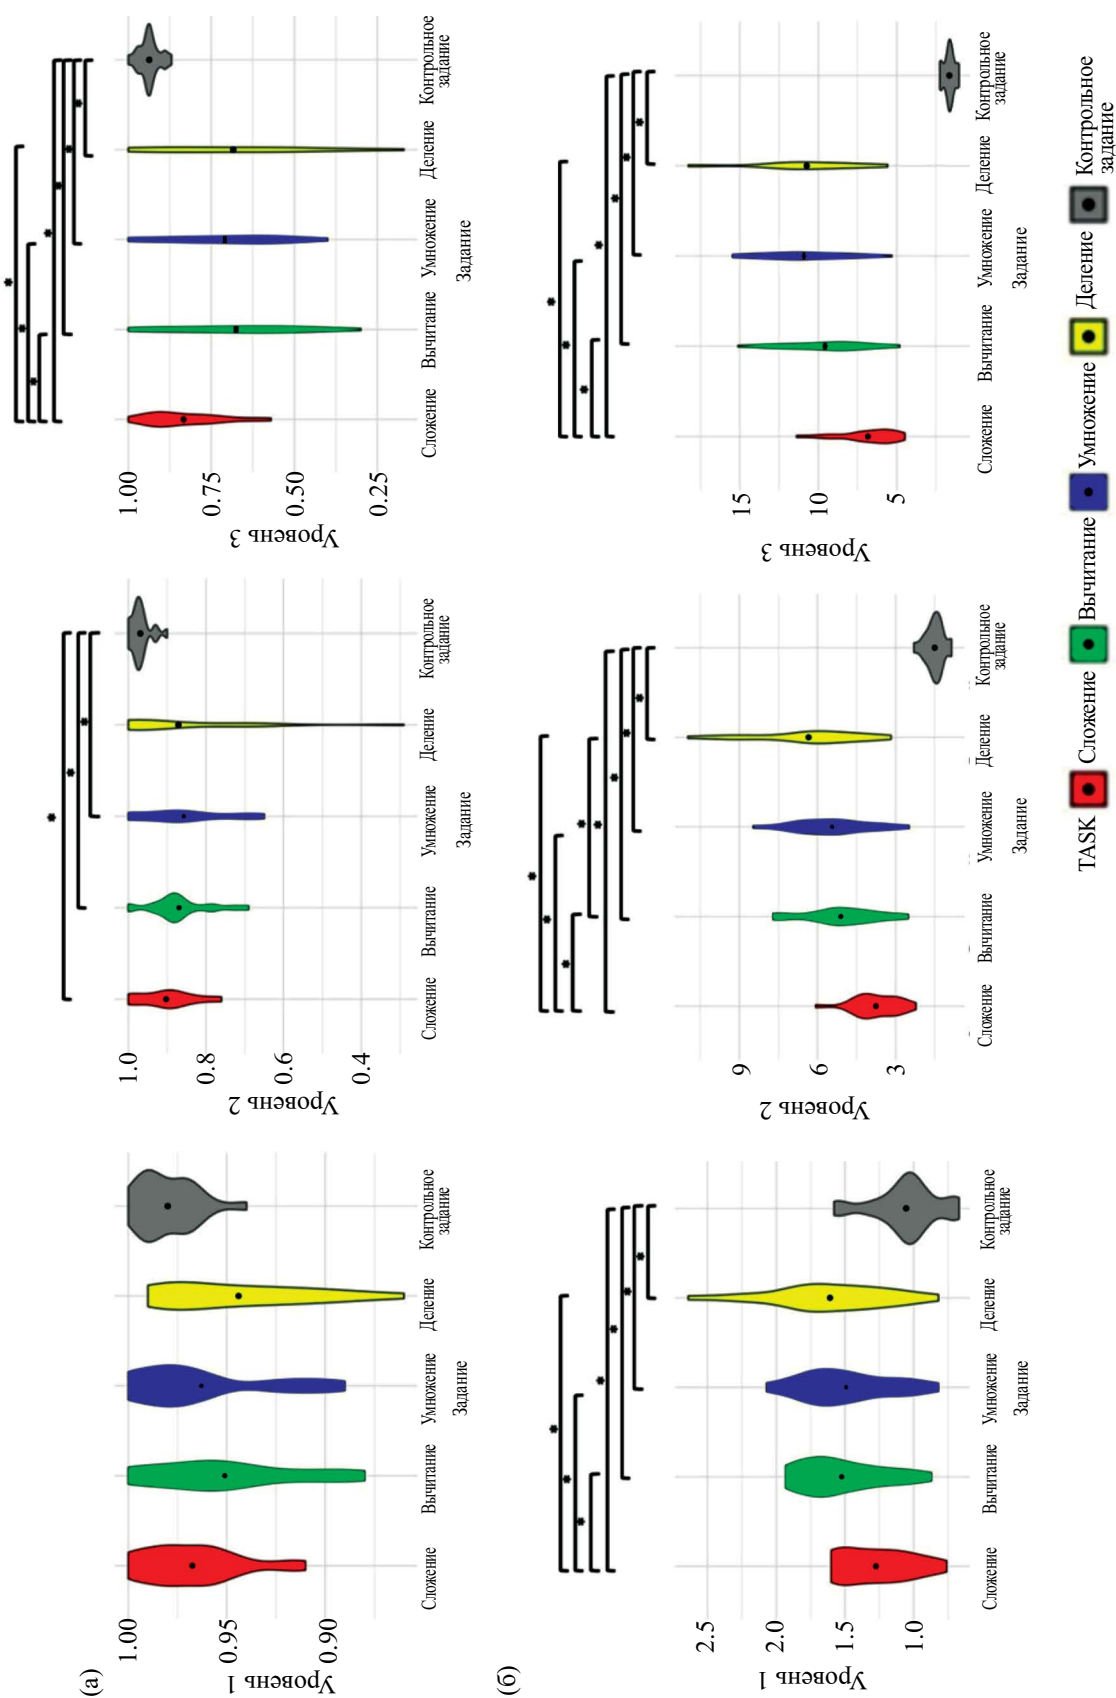 (а)
Уровень 1
1.00
0.95
0.90
Сложение
Вычитание
Умножение
Деление
Контрольное
задание
Задание
Уровень 2
1.0
0.8
0.6
0.4
Сложение
Вычитание
Умножение
Деление
Контрольное
задание
Задание
Уровень 3
1.00
0.75
0.50
0.25
Сложение
Вычитание
Умножение
Деление
Контрольное
задание
Задание
(б)
Уровень 1
2.5
2.0
1.5
1.0
Сложение
Вычитание
Умножение
Деление
Контрольное
задание
Задание
Уровень 2
9
6
3
Сложение
Вычитание
Умножение
Деление
Контрольное
задание
Задание
Уровень 3
15
10
5
Сложение
Вычитание
Умножение
Деление
Контрольное
задание
Задание
TASK Сложение Вычитание Умножение Деление Контрольное
задание